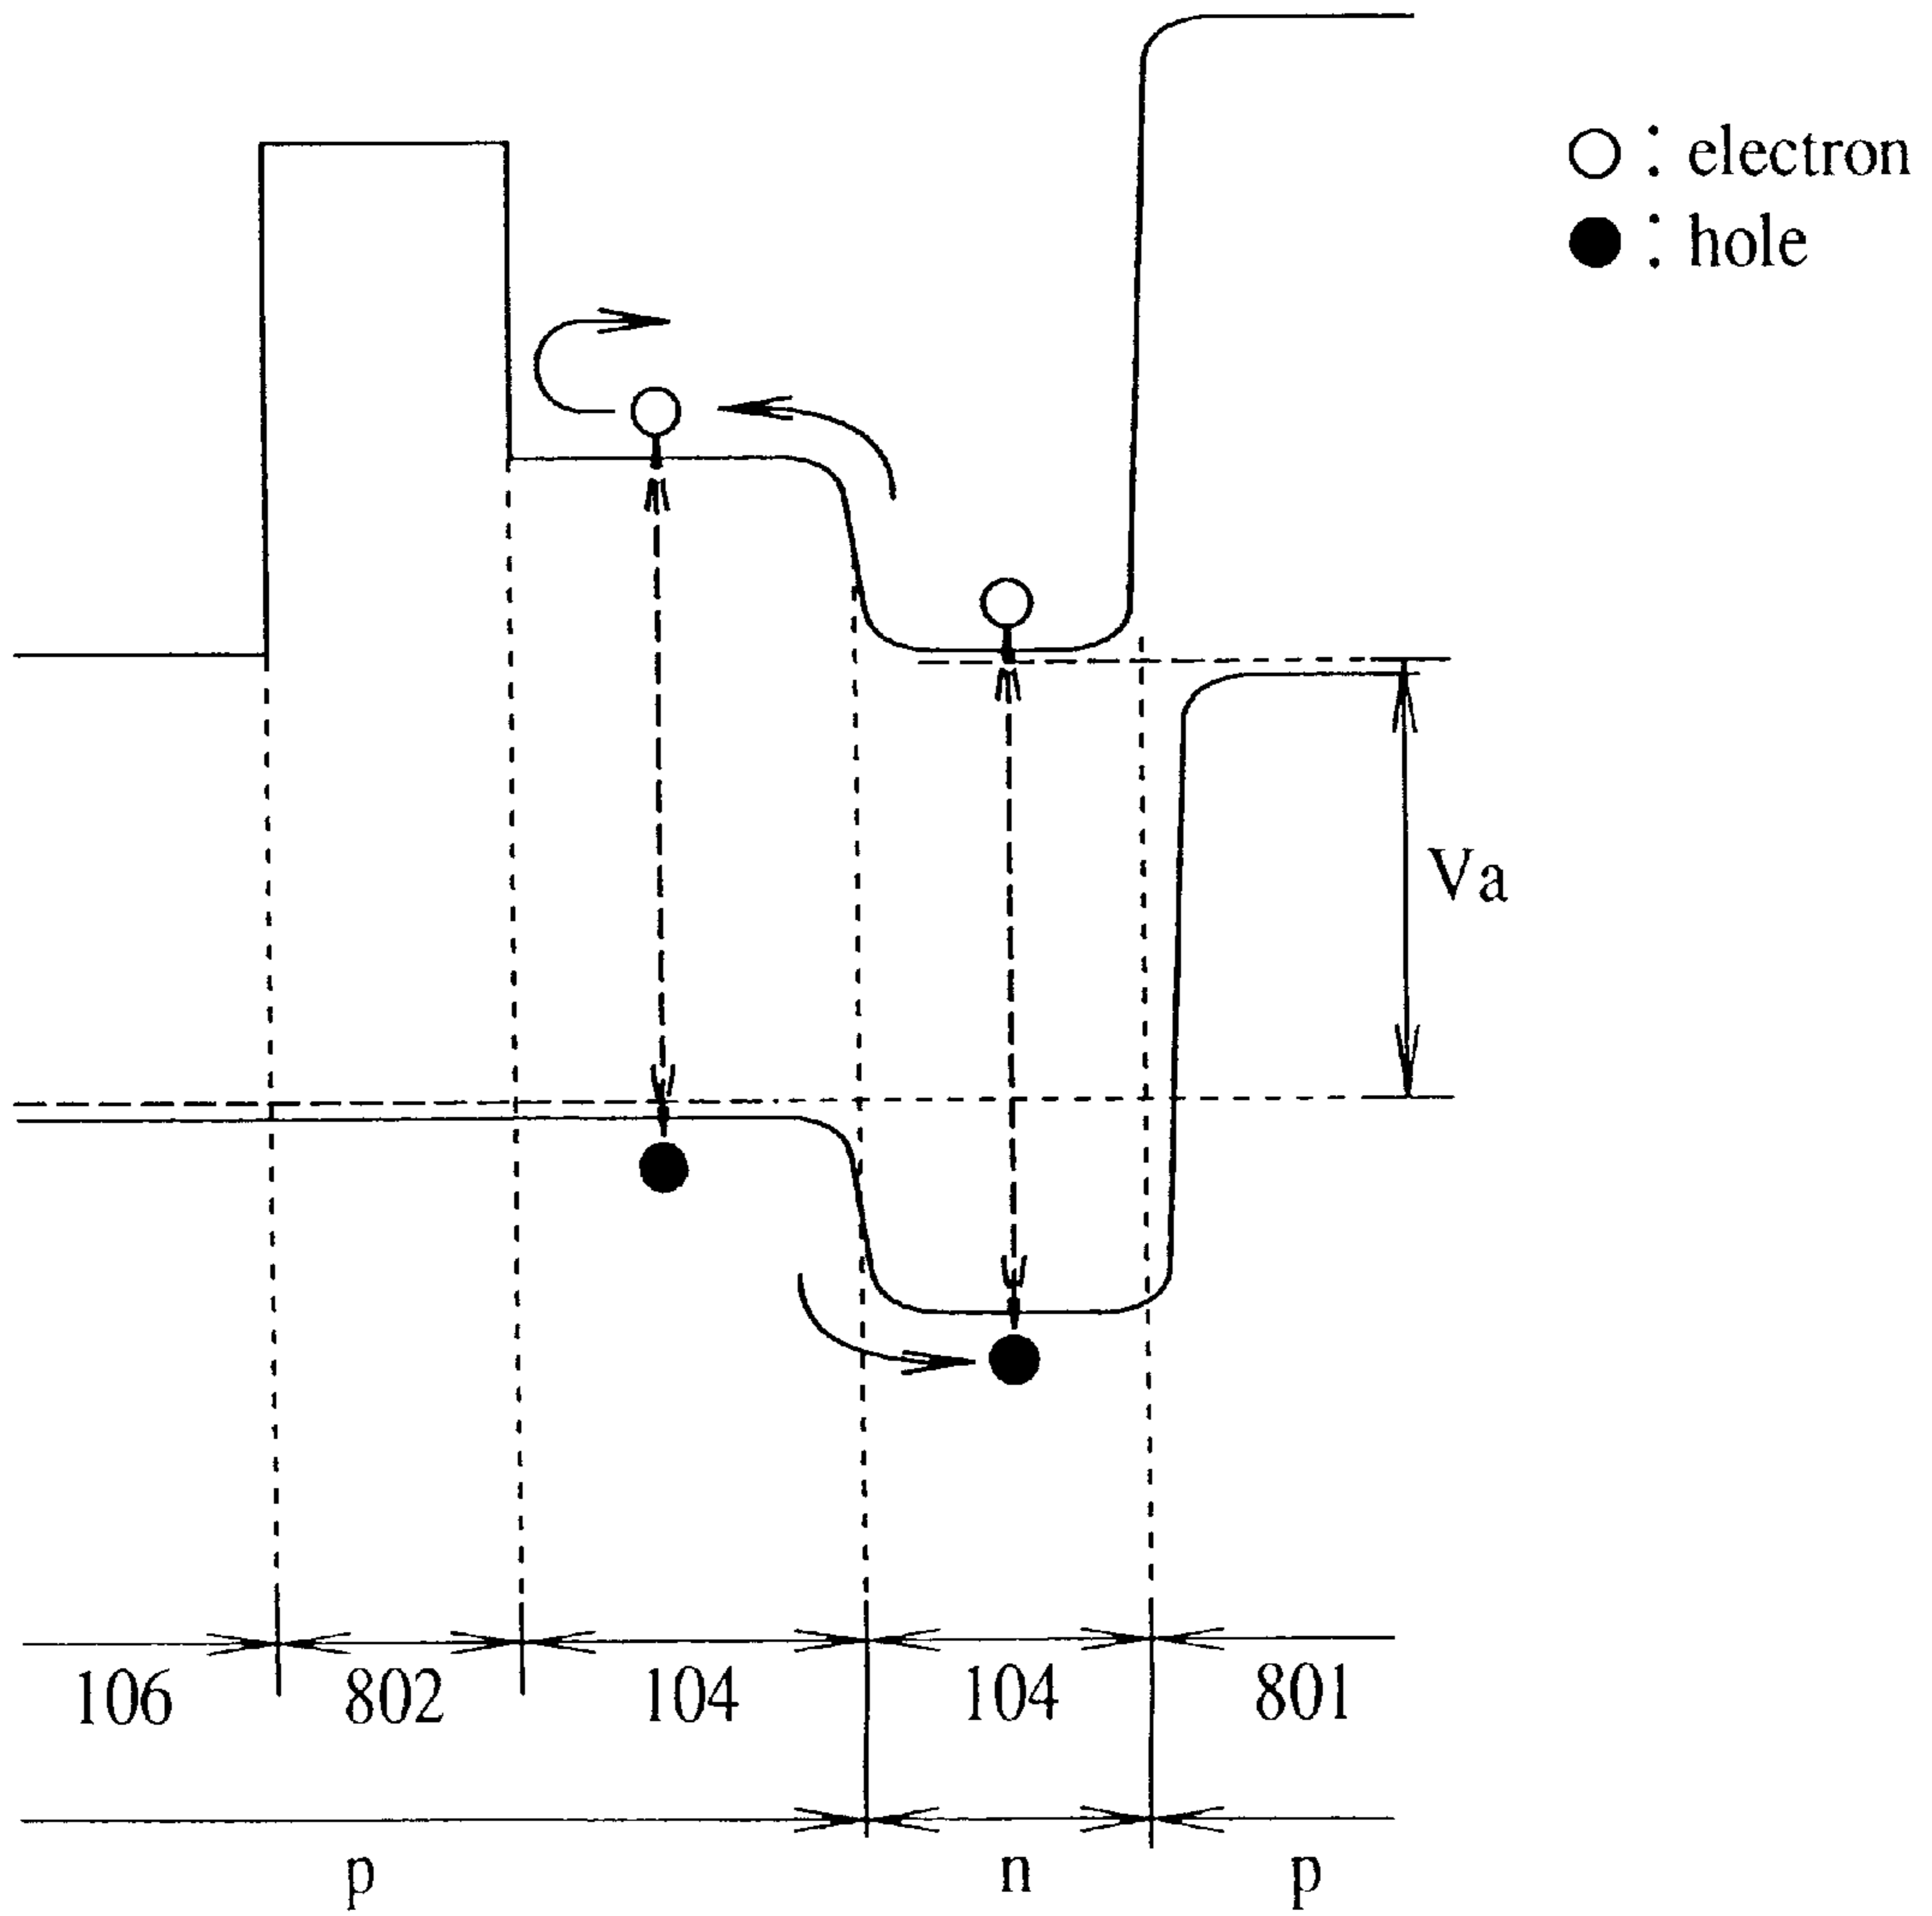 ○ : electron
● : hole
Va
106 802 104 104 801
p n p